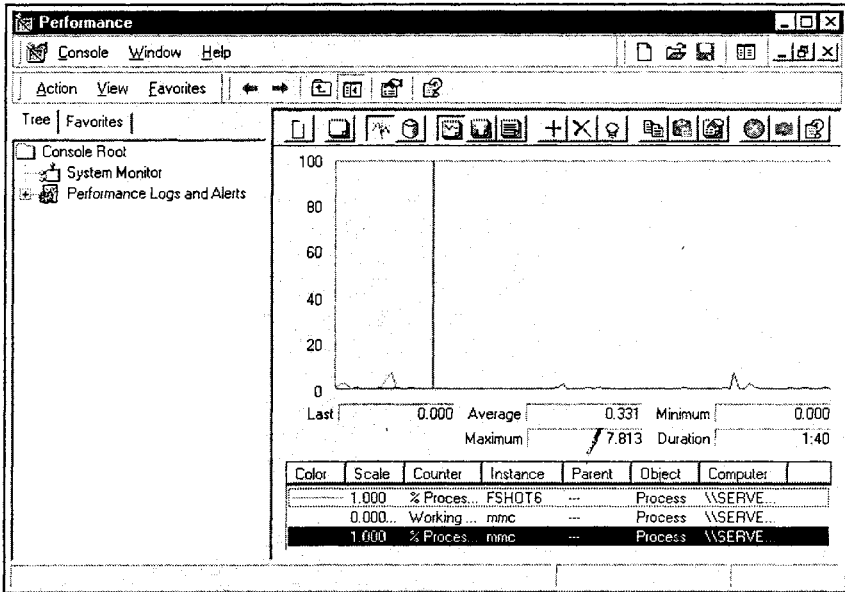 Performance
Console Window Help
Action View Favorites
Tree Favorites
Console Root
System Monitor
Performance Logs and Alerts
100
80
60
40
20
0
Last 0.000 Average 0.331 Minimum 0.000
Maximum 7.813 Duration 1:40
Color Scale Counter Instance Parent Object Computer
1.000 % Proces... FSHOT6 --- Process \\SERVE...
0.000... Working ... mmc --- Process \\SERVE...
1.000 % Proces... mmc --- Process \\SERVE...